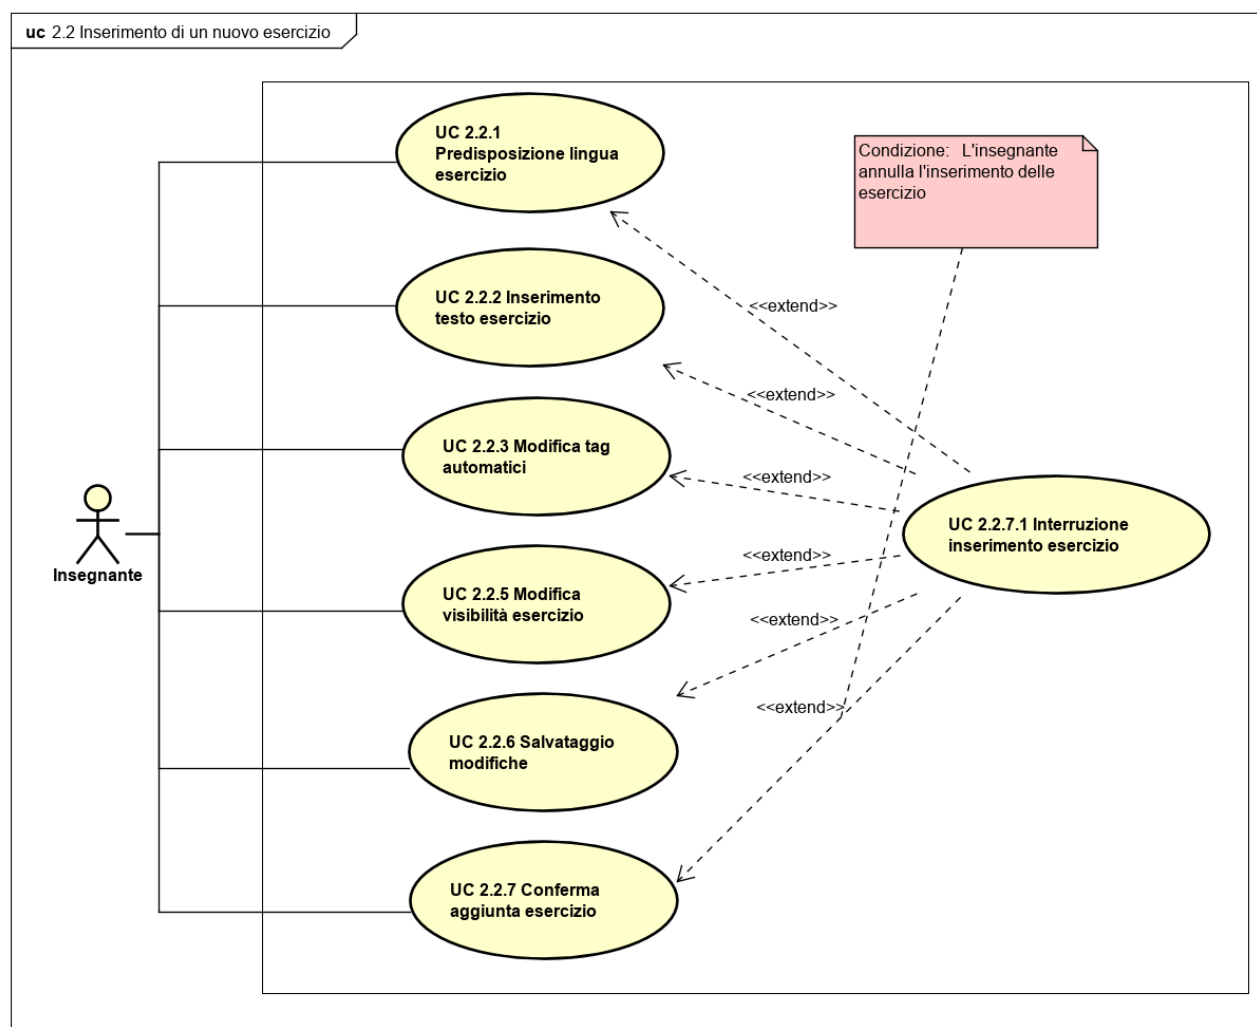 uc 2.2 Inserimento di un nuovo esercizio
UC 2.2.1
Predisposizione lingua
esercizio
Condizione:   L'insegnante
annulla l'inserimento delle
esercizio
UC 2.2.2 Inserimento
testo esercizio
<<extend>>
<<extend>>
UC 2.2.3 Modifica tag
automatici
<<extend>>
Insegnante
UC 2.2.7.1 Interruzione
inserimento esercizio
<<extend>>
UC 2.2.5 Modifica
visibilità esercizio
<<extend>>
<<extend>>
UC 2.2.6 Salvataggio
modifiche
UC 2.2.7 Conferma
aggiunta esercizio